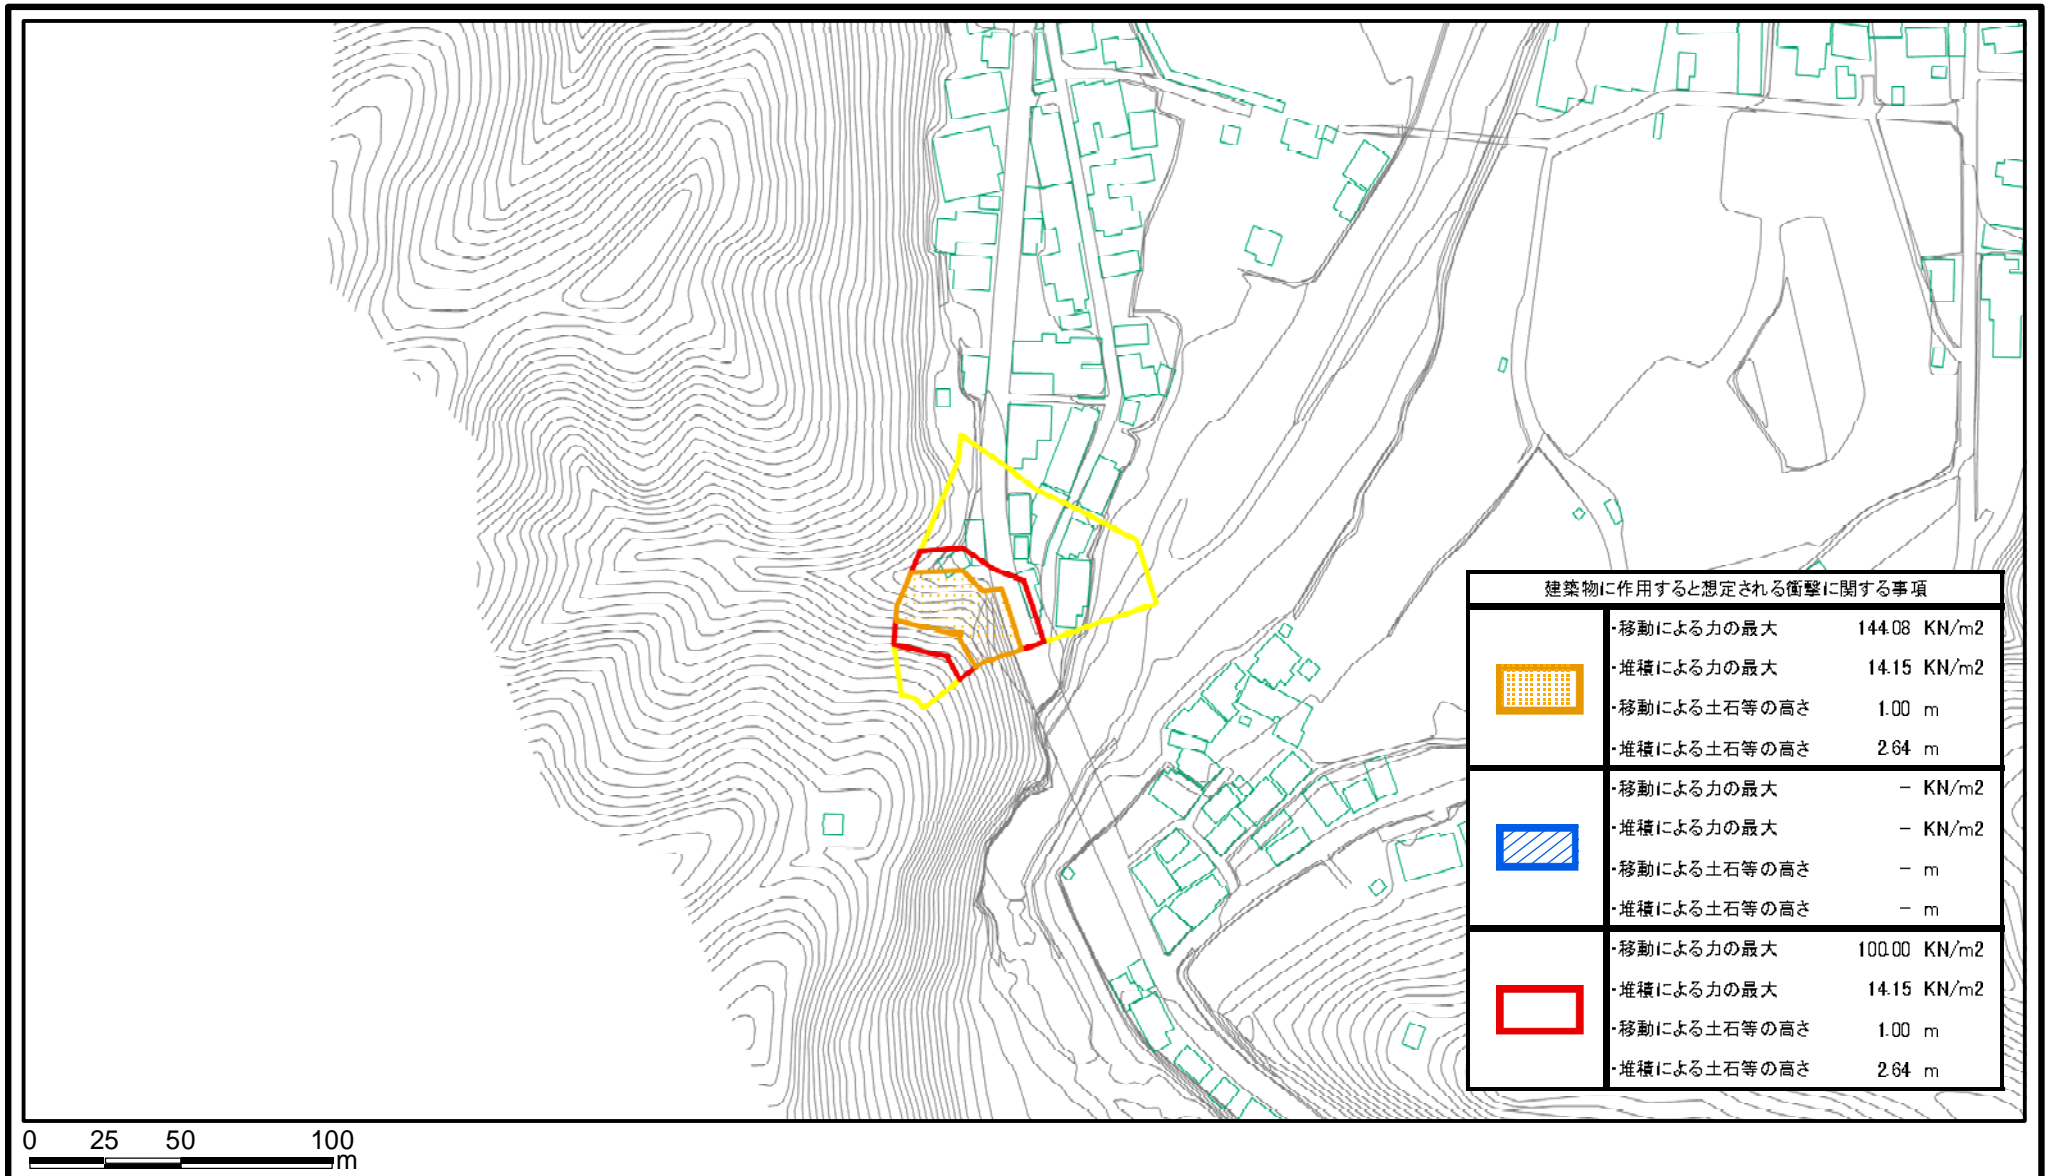 建築物に作用すると想定される衝撃に関する事項
・移動による力の最大 144.08 KN/m2
・堆積による力の最大 14.15 KN/m2
・移動による土石等の高さ 1.00 m
・堆積による土石等の高さ 2.64 m
・移動による力の最大 － KN/m2
・堆積による力の最大 － KN/m2
・移動による土石等の高さ － m
・堆積による土石等の高さ － m
・移動による力の最大 100.00 KN/m2
・堆積による力の最大 14.15 KN/m2
・移動による土石等の高さ 1.00 m
・堆積による土石等の高さ 2.64 m
0 25 50 100
m